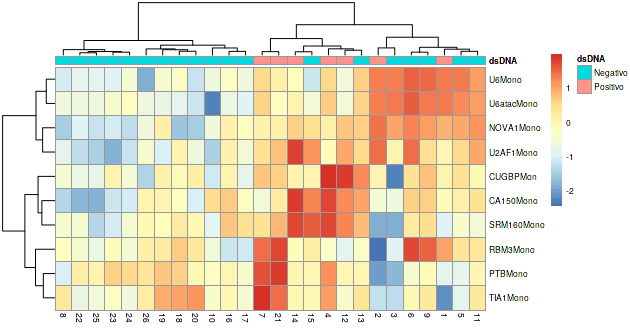 dsDNA
U6Mono
U6atacMono
NOVA1Mono
U2AF1Mono
CUGBPMon
CA150Mono
SRM160Mono
RBM3Mono
PTBMono
TIA1Mono
8 22 25 23 24 26 19 18 20 10 16 17 7 21 14 15 4 12 13 2 3 6 9 1 5 11
1
0
-1
-2
dsDNA
Negativo
Positivo